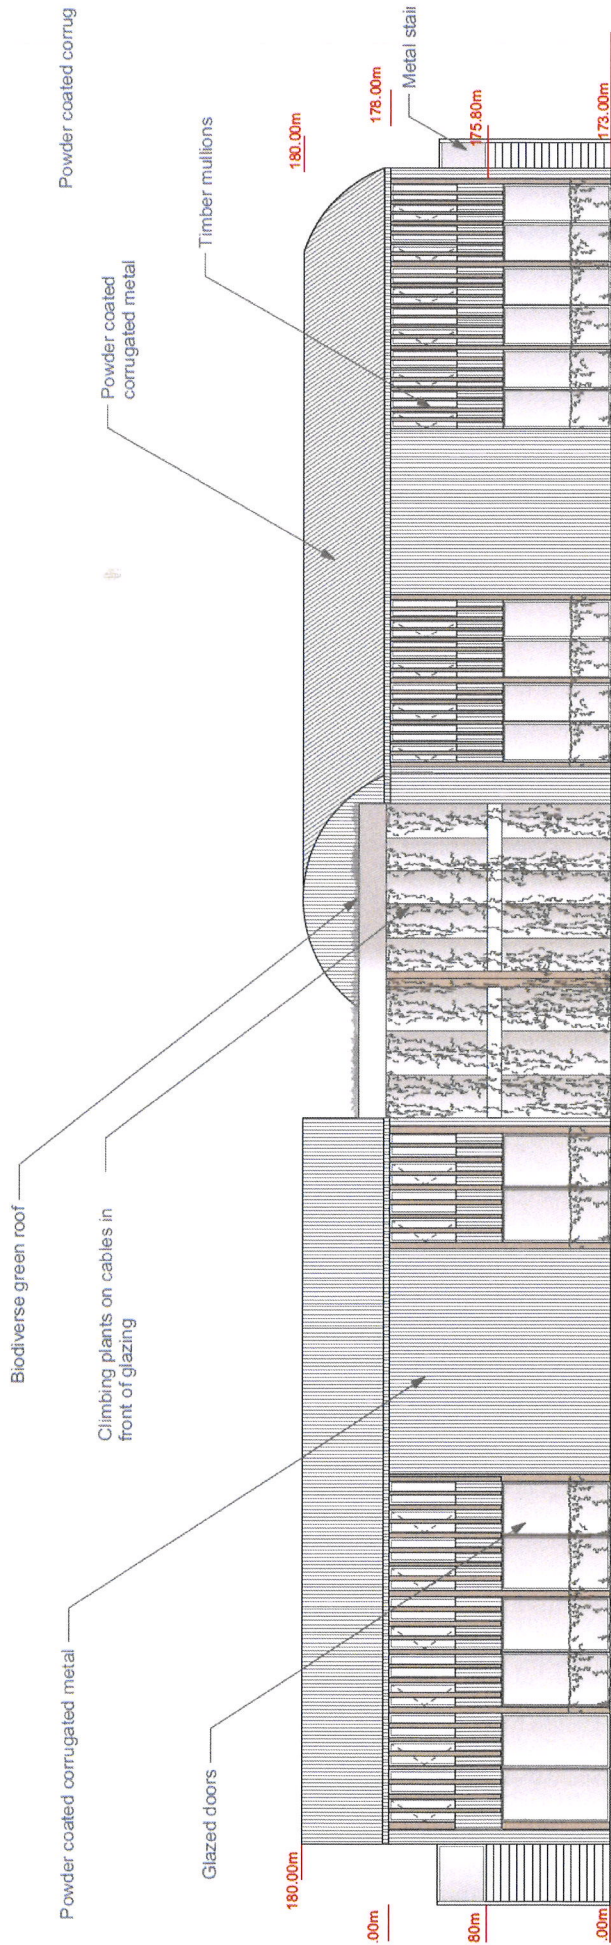 Powder coated corrugated metal
Glazed doors
Biodiverse green roof
Climbing plants on cables in
front of glazing
Powder coated
corrugated metal
Timber mullions
Powder coated corrug
Metal stair
180.00m
.00m
80m
.00m
180.00m
178.00m
175.80m
173.00m